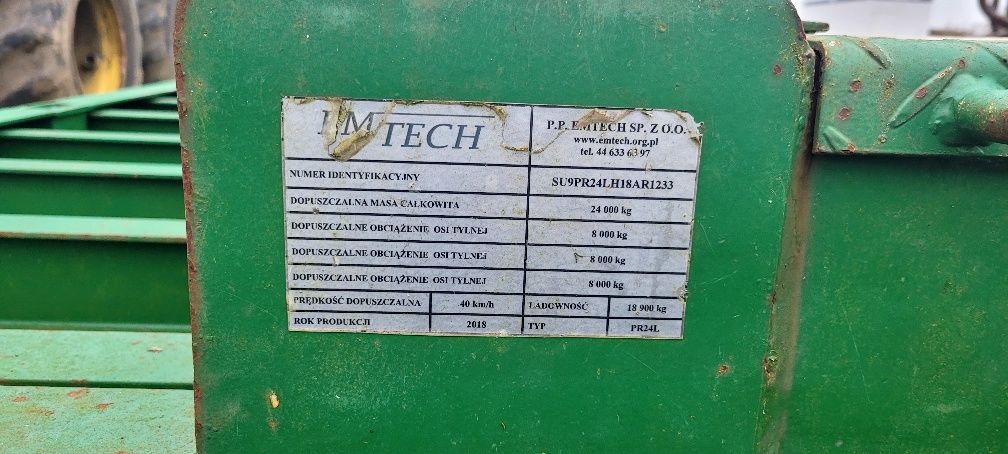 EMTECH
P.P. EMTECH SP. Z O.O.
www.emtech.org.pl
tel. 44 633 63 97
NUMER IDENTYFIKACYJNY SU9PR24LH18AR1233
DOPUSZCZALNA MASA CAŁKOWITA 24 000 kg
DOPUSZCZALNE OBCIĄŻENIE OSI TYLNEJ 8 000 kg
DOPUSZCZALNE OBCIĄŻENIE OSI TYLNEJ 8 000 kg
DOPUSZCZALNE OBCIĄŻENIE OSI TYLNEJ 8 000 kg
PRĘDKOŚĆ DOPUSZCZALNA 40 km/h ŁADOWNOŚĆ 18 900 kg
ROK PRODUKCJI 2018 TYP PR24L